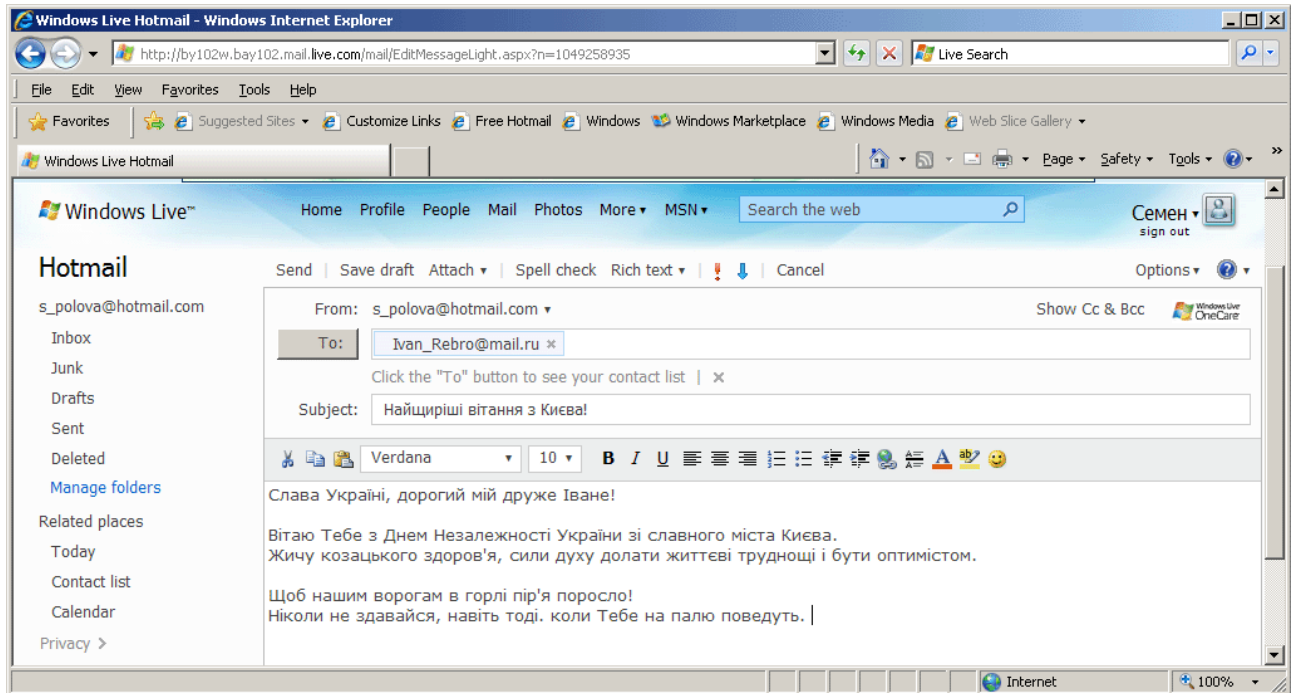 Windows Live Hotmail - Windows Internet Explorer
http://by102w.bay102.mail.live.com/mail/EditMessageLight.aspx?n=1049258935
Live Search
File Edit View Favorites Tools Help
Favorites Suggested Sites Customize Links Free Hotmail Windows Windows Marketplace Windows Media Web Slice Gallery
Windows Live Hotmail Page Safety Tools »
Windows Live™ Home Profile People Mail Photos More MSN Search the web Семен
sign out
Hotmail Send | Save draft Attach | Spell check Rich text | Cancel Options
s_polova@hotmail.com
Inbox
Junk
Drafts
Sent
Deleted
Manage folders
Related places
Today
Contact list
Calendar
Privacy
From: s_polova@hotmail.com Show Cc & Bcc Windows Live OneCare
To: Ivan_Rebro@mail.ru ×
Click the "To" button to see your contact list | ×
Subject: Найщиріші вітання з Києва!
Verdana 10 B I U A ab
Слава Україні, дорогий мій друже Іване!
Вітаю Тебе з Днем Незалежності України зі славного міста Києва.
Жичу козацького здоров'я, сили духу долати життєві труднощі і бути оптимістом.
Щоб нашим ворогам в горлі пір'я поросло!
Ніколи не здавайся, навіть тоді. коли Тебе на палю поведуть.
Internet 100%